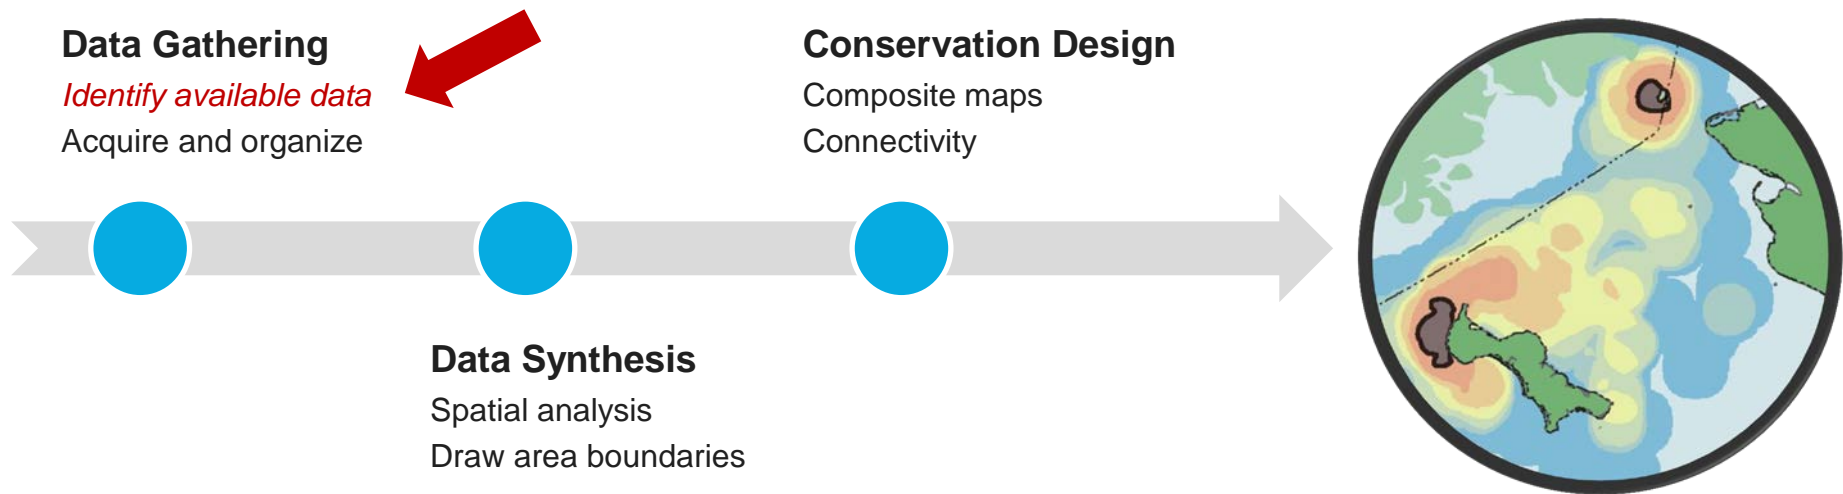 Data Gathering
Identify available data
Acquire and organize
Data Synthesis
Spatial analysis
Draw area boundaries
Conservation Design
Composite maps
Connectivity